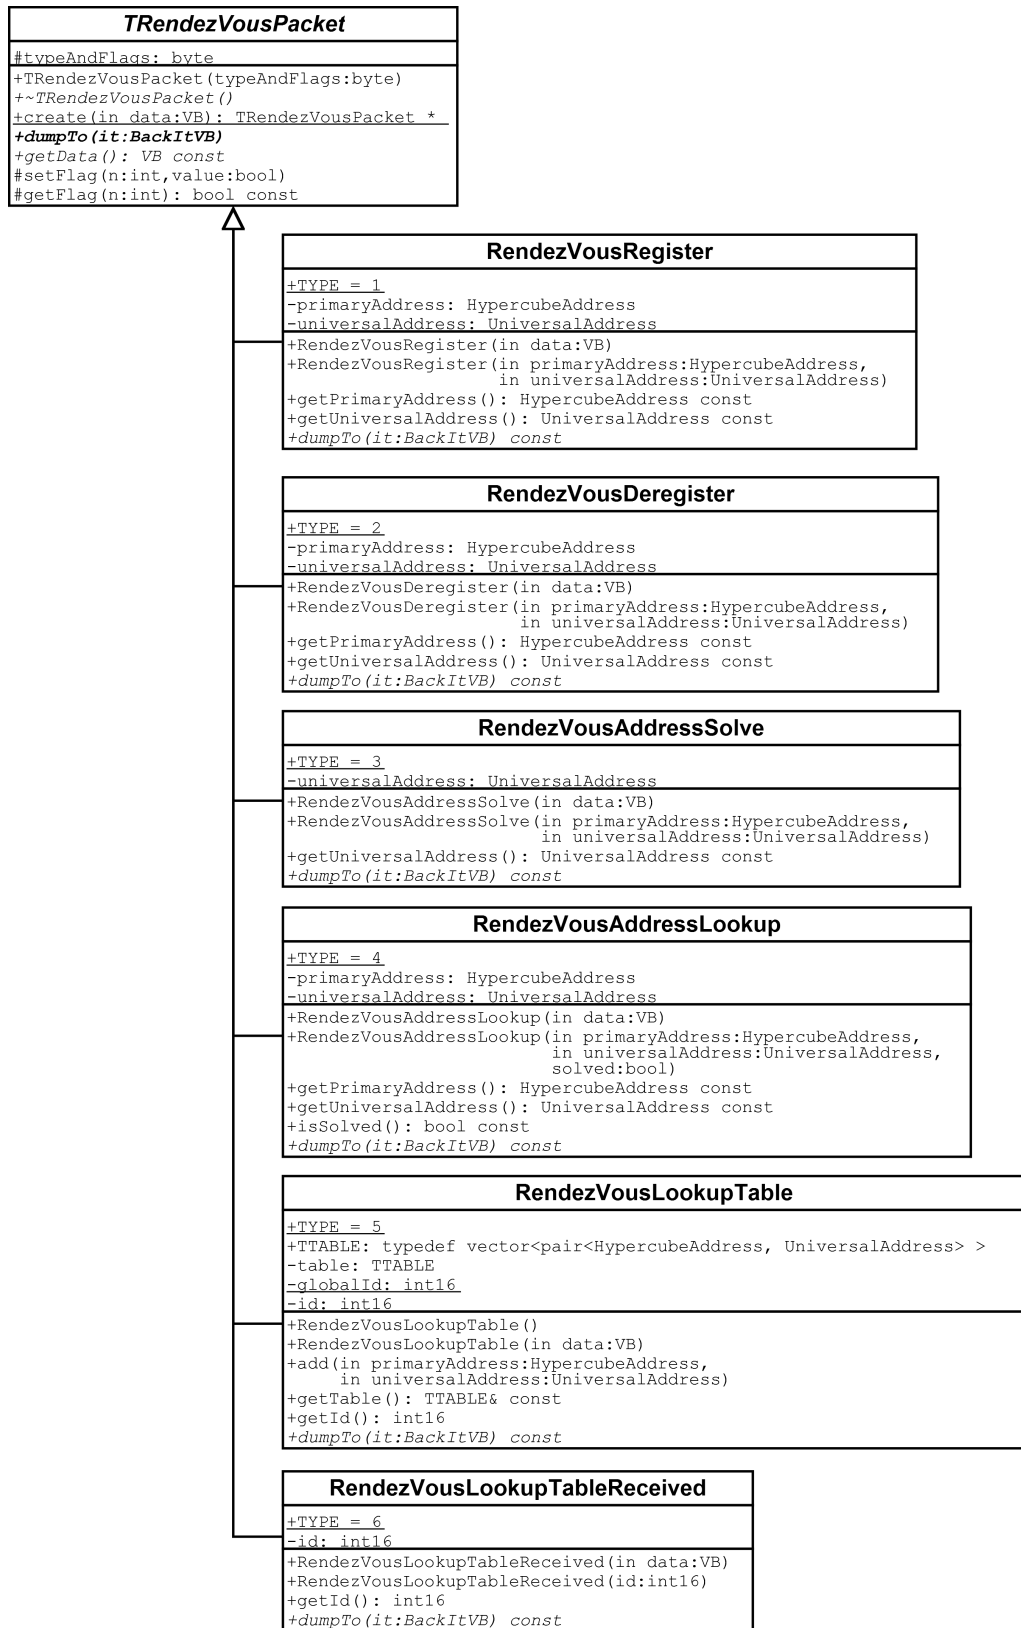 TRendezVousPacket
#typeAndFlags: byte
+TRendezVousPacket(typeAndFlags:byte)
+~TRendezVousPacket()
+create(in data:VB): TRendezVousPacket *
+dumpTo(it:BackItVB)
+getData(): VB const
#setFlag(n:int,value:bool)
#getFlag(n:int): bool const
RendezVousRegister
+TYPE = 1
-primaryAddress: HypercubeAddress
-universalAddress: UniversalAddress
+RendezVousRegister(in data:VB)
+RendezVousRegister(in primaryAddress:HypercubeAddress,
in universalAddress:UniversalAddress)
+getPrimaryAddress(): HypercubeAddress const
+getUniversalAddress(): UniversalAddress const
+dumpTo(it:BackItVB) const
RendezVousDeregister
+TYPE = 2
-primaryAddress: HypercubeAddress
-universalAddress: UniversalAddress
+RendezVousDeregister(in data:VB)
+RendezVousDeregister(in primaryAddress:HypercubeAddress,
in universalAddress:UniversalAddress)
+getPrimaryAddress(): HypercubeAddress const
+getUniversalAddress(): UniversalAddress const
+dumpTo(it:BackItVB) const
RendezVousAddressSolve
+TYPE = 3
-universalAddress: UniversalAddress
+RendezVousAddressSolve(in data:VB)
+RendezVousAddressSolve(in primaryAddress:HypercubeAddress,
in universalAddress:UniversalAddress)
+getUniversalAddress(): UniversalAddress const
+dumpTo(it:BackItVB) const
RendezVousAddressLookup
+TYPE = 4
-primaryAddress: HypercubeAddress
-universalAddress: UniversalAddress
+RendezVousAddressLookup(in data:VB)
+RendezVousAddressLookup(in primaryAddress:HypercubeAddress,
in universalAddress:UniversalAddress,
solved:bool)
+getPrimaryAddress(): HypercubeAddress const
+getUniversalAddress(): UniversalAddress const
+isSolved(): bool const
+dumpTo(it:BackItVB) const
RendezVousLookupTable
+TYPE = 5
+TTABLE: typedef vector<pair<HypercubeAddress, UniversalAddress> >
-table: TTABLE
-globalId: int16
-id: int16
+RendezVousLookupTable()
+RendezVousLookupTable(in data:VB)
+add(in primaryAddress:HypercubeAddress,
in universalAddress:UniversalAddress)
+getTable(): TTABLE& const
+getId(): int16
+dumpTo(it:BackItVB) const
RendezVousLookupTableReceived
+TYPE = 6
-id: int16
+RendezVousLookupTableReceived(in data:VB)
+RendezVousLookupTableReceived(id:int16)
+getId(): int16
+dumpTo(it:BackItVB) const